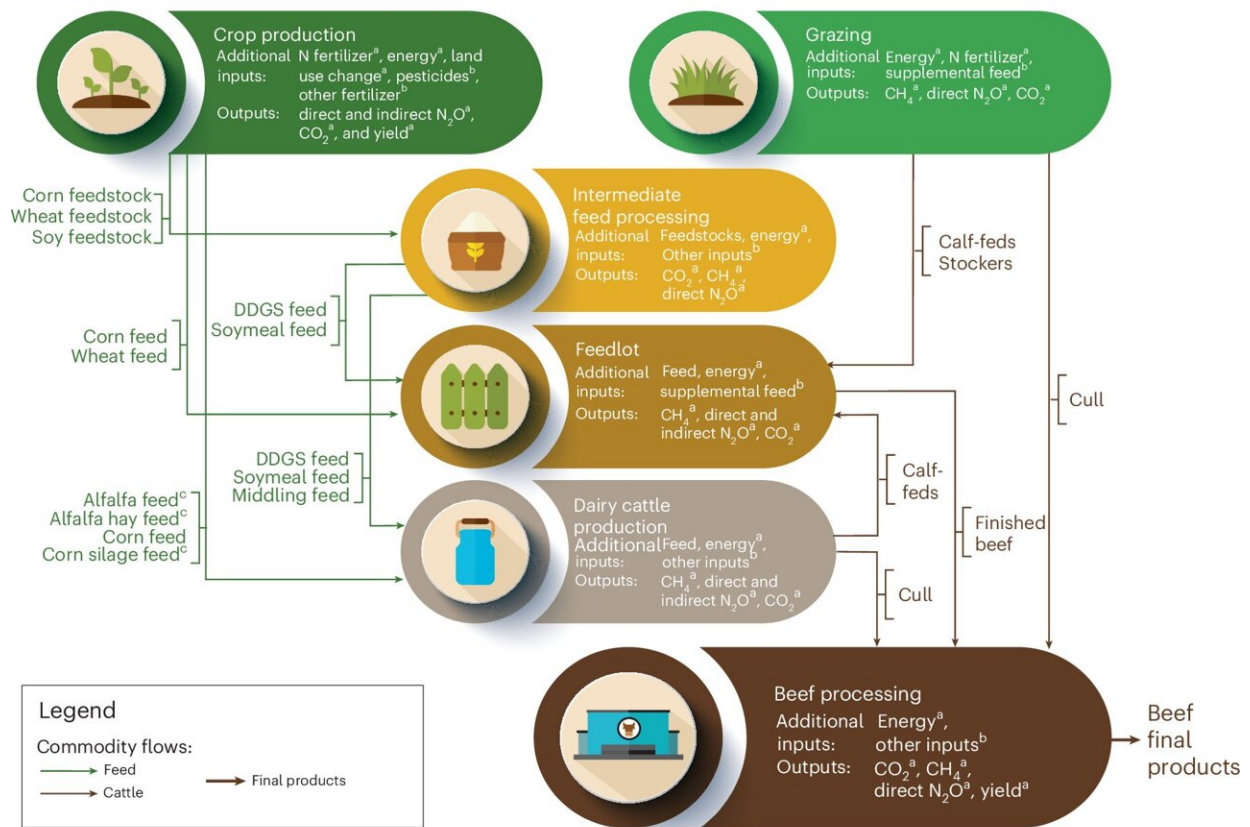 Crop production
Additional N fertilizerᵃ, energyᵃ, land
inputs: use changeᵃ, pesticidesᵇ,
other fertilizerᵇ
Outputs: direct and indirect N₂Oᵃ,
CO₂ᵃ, and yieldᵃ
Grazing
Additional Energyᵃ, N fertilizerᵃ,
inputs: supplemental feedᵇ
Outputs: CH₄ᵃ, direct N₂Oᵃ, CO₂ᵃ
Corn feedstock
Wheat feedstock
Soy feedstock
Intermediate
feed processing
Additional Feedstocks, energyᵃ,
inputs: Other inputsᵇ
Outputs: CO₂ᵃ, CH₄ᵃ,
direct N₂Oᵃ
Calf-feds
Stockers
DDGS feed
Soymeal feed
Corn feed
Wheat feed
Feedlot
Additional Feed, energyᵃ,
inputs: supplemental feedᵇ
Outputs: CH₄ᵃ, direct and
indirect N₂Oᵃ, CO₂ᵃ
Cull
DDGS feed
Soymeal feed
Middling feed
Calf-
feds
Alfalfa feedᶜ
Alfalfa hay feedᶜ
Corn feed
Corn silage feedᶜ
Dairy cattle
production
Additional Feed, energyᵃ,
inputs: other inputsᵇ
Outputs: CH₄ᵃ, direct and
indirect N₂Oᵃ, CO₂ᵃ
Finished
beef
Cull
Beef processing
Additional Energyᵃ,
inputs: other inputsᵇ
Outputs: CO₂ᵃ, CH₄ᵃ,
direct N₂Oᵃ, yieldᵃ
Beef
final
products
Legend
Commodity flows:
Feed
Cattle
Final products